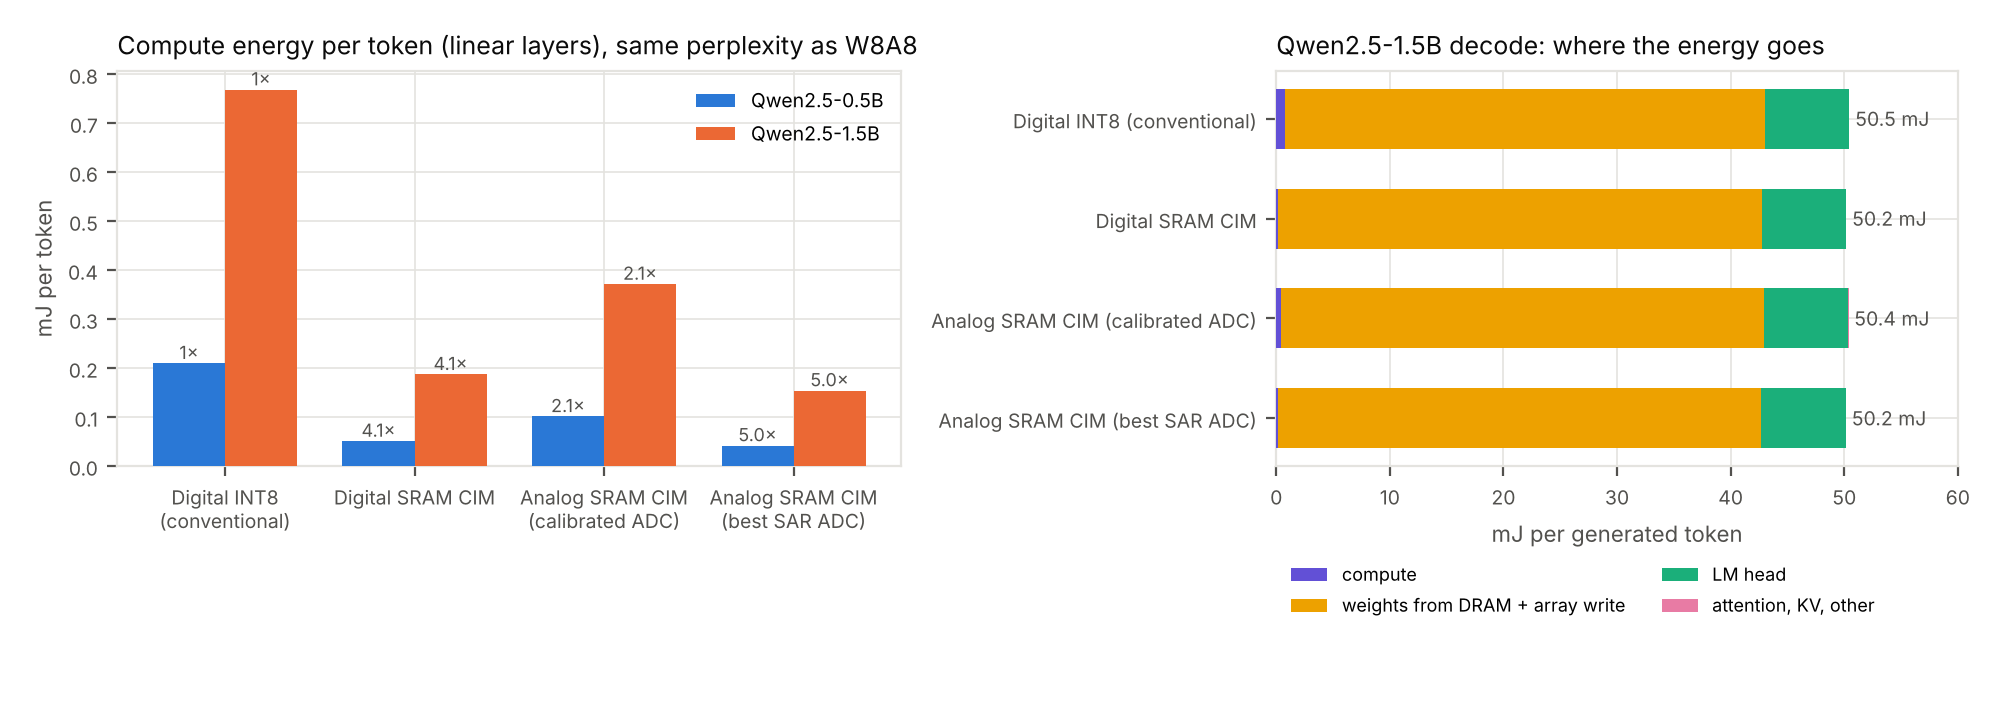 Compute energy per token (linear layers), same perplexity as W8A8
mJ per token
0.8
0.7
0.6
0.5
0.4
0.3
0.2
0.1
0.0
1×
1×
4.1×
4.1×
2.1×
2.1×
5.0×
5.0×
Qwen2.5-0.5B
Qwen2.5-1.5B
Digital INT8
(conventional)
Digital SRAM CIM
Analog SRAM CIM
(calibrated ADC)
Analog SRAM CIM
(best SAR ADC)
Qwen2.5-1.5B decode: where the energy goes
Digital INT8 (conventional)
50.5 mJ
Digital SRAM CIM
50.2 mJ
Analog SRAM CIM (calibrated ADC)
50.4 mJ
Analog SRAM CIM (best SAR ADC)
50.2 mJ
0 10 20 30 40 50 60
mJ per generated token
compute
weights from DRAM + array write
LM head
attention, KV, other